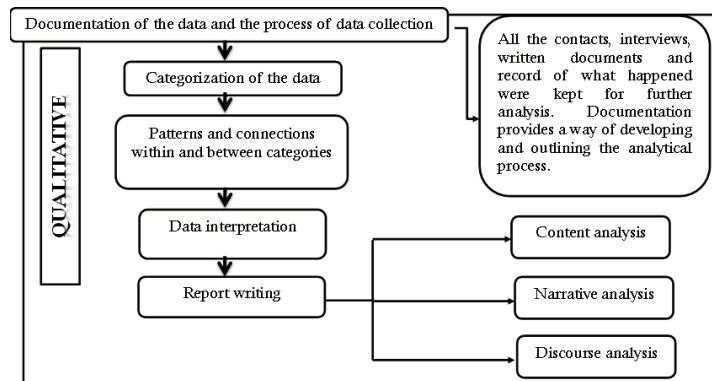 Documentation of the data and the process of data collection
All the contacts, interviews,
written documents and
record of what happened
were kept for further
analysis. Documentation
provides a way of developing
and outlining the analytical
process.
QUALITATIVE
Categorization of the data
Patterns and connections
within and between categories
Data interpretation
Report writing
Content analysis
Narrative analysis
Discourse analysis